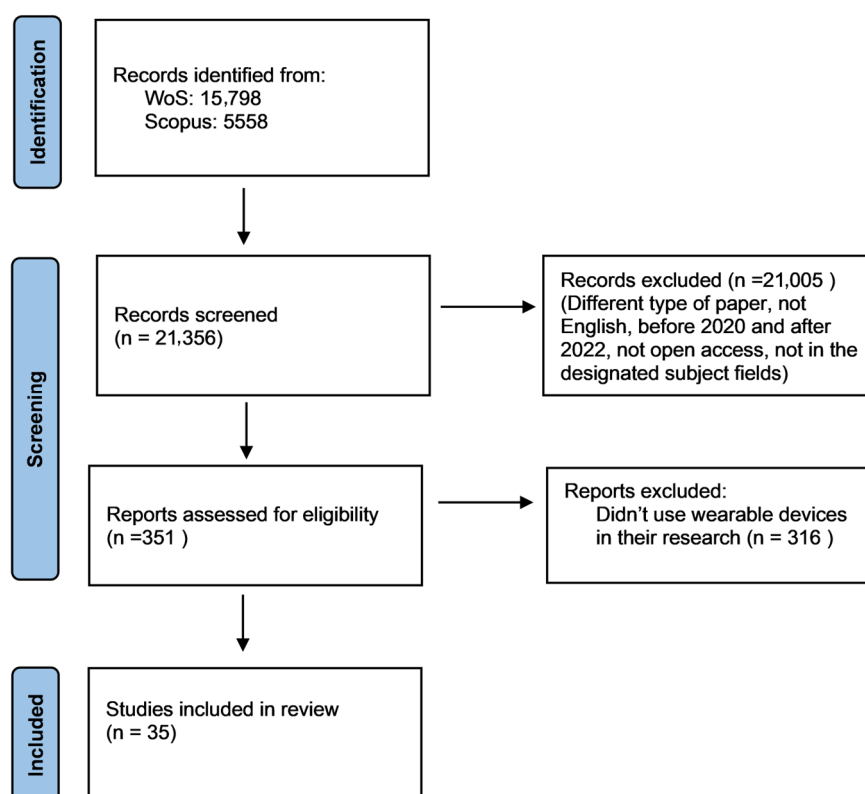 Identification
Records identified from:
WoS: 15,798
Scopus: 5558
Screening
Records screened
(n = 21,356)
Records excluded (n =21,005 )
(Different type of paper, not
English, before 2020 and after
2022, not open access, not in the
designated subject fields)
Reports assessed for eligibility
(n =351 )
Reports excluded:
Didn't use wearable devices
in their research (n = 316 )
Included
Studies included in review
(n = 35)